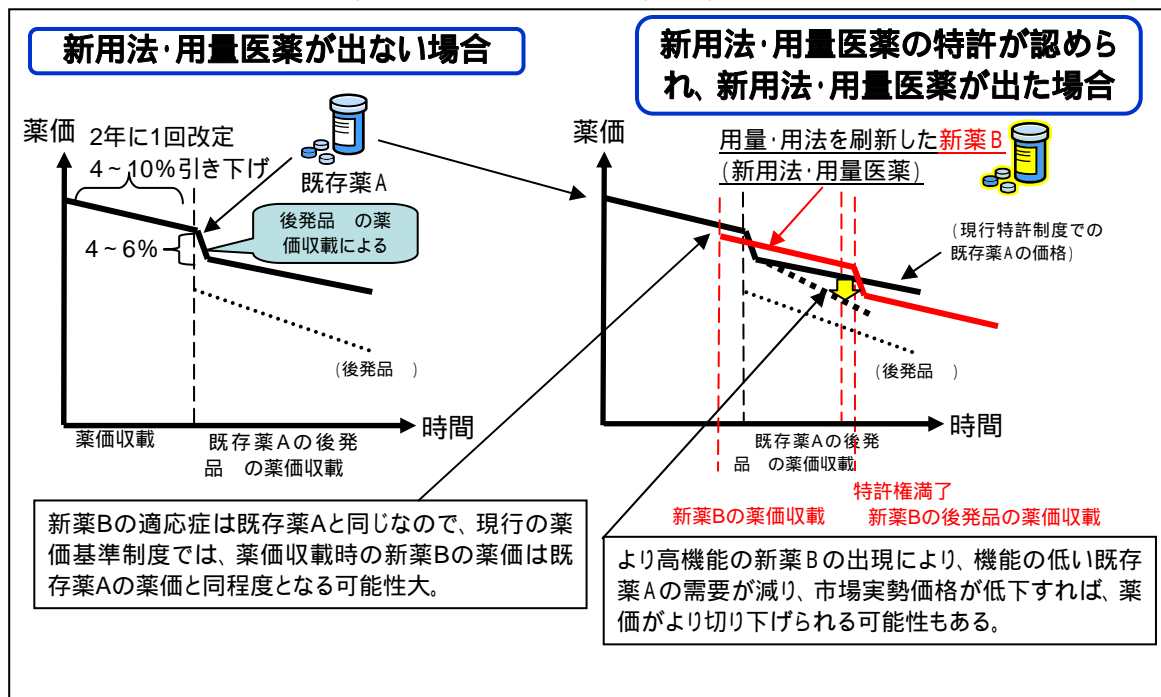 新用法･用量医薬が出ない場合
薬価
2年に1回改定
4～10％引き下げ
既存薬A
後発品 の薬
価収載による
4～6%
(後発品 )
時間
薬価収載
既存薬Aの後発
品 の薬価収載
新用法･用量医薬の特許が認めら
れ、新用法･用量医薬が出た場合
薬価
用量･用法を刷新した新薬B
(新用法･用量医薬)
(現行特許制度での
既存薬Aの価格)
(後発品 )
時間
既存薬Aの後発
品 の薬価収載
特許権満了
新薬Bの薬価収載
新薬Bの後発品の薬価収載
新薬Bの適応症は既存薬Aと同じなので、現行の薬
価基準制度では、薬価収載時の新薬Bの薬価は既
存薬Aの薬価と同程度となる可能性大。
より高機能の新薬Bの出現により、機能の低い既存
薬Aの需要が減り、市場実勢価格が低下すれば、薬
価がより切り下げられる可能性もある。